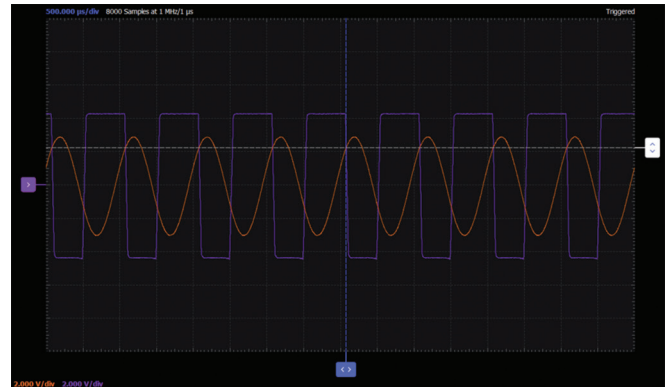 500.000 µs/div 8000 Samples at 1 MHz/1 µs Triggered
2.000 V/div 2.000 V/div